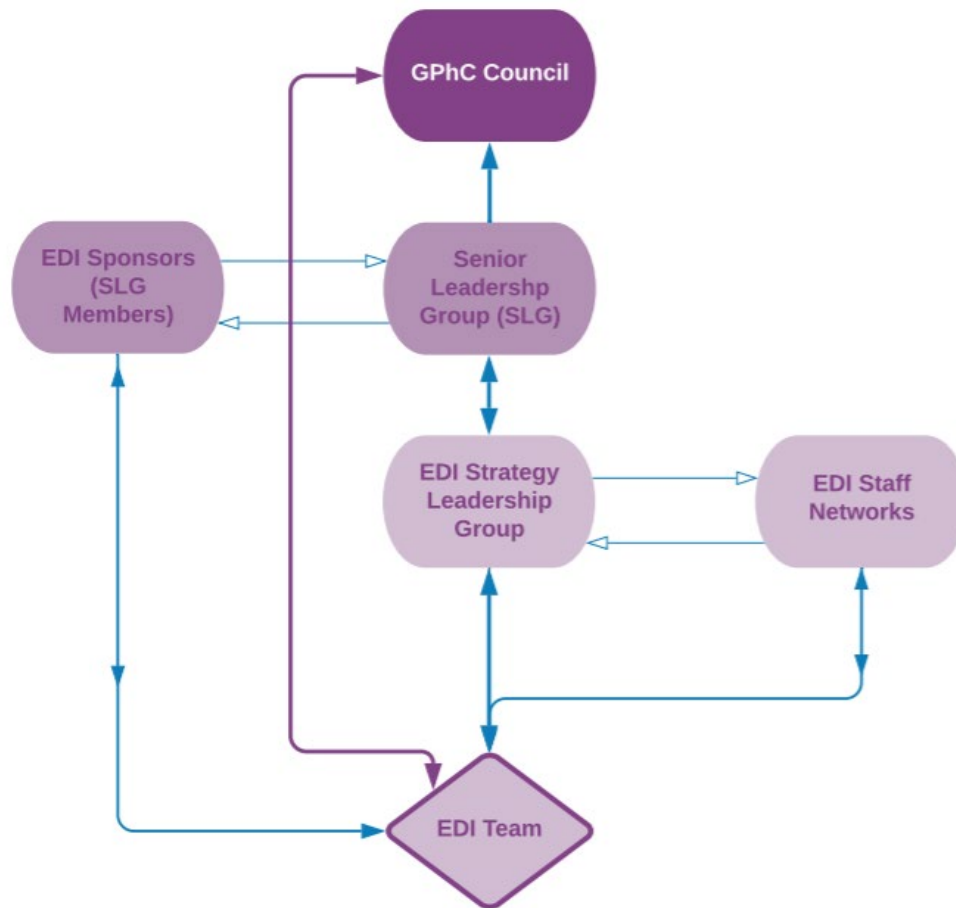 GPhC Council
EDI Sponsors
(SLG
Members)
Senior
Leadershp
Group (SLG)
EDI Strategy
Leadership
Group
EDI Staff
Networks
EDI Team